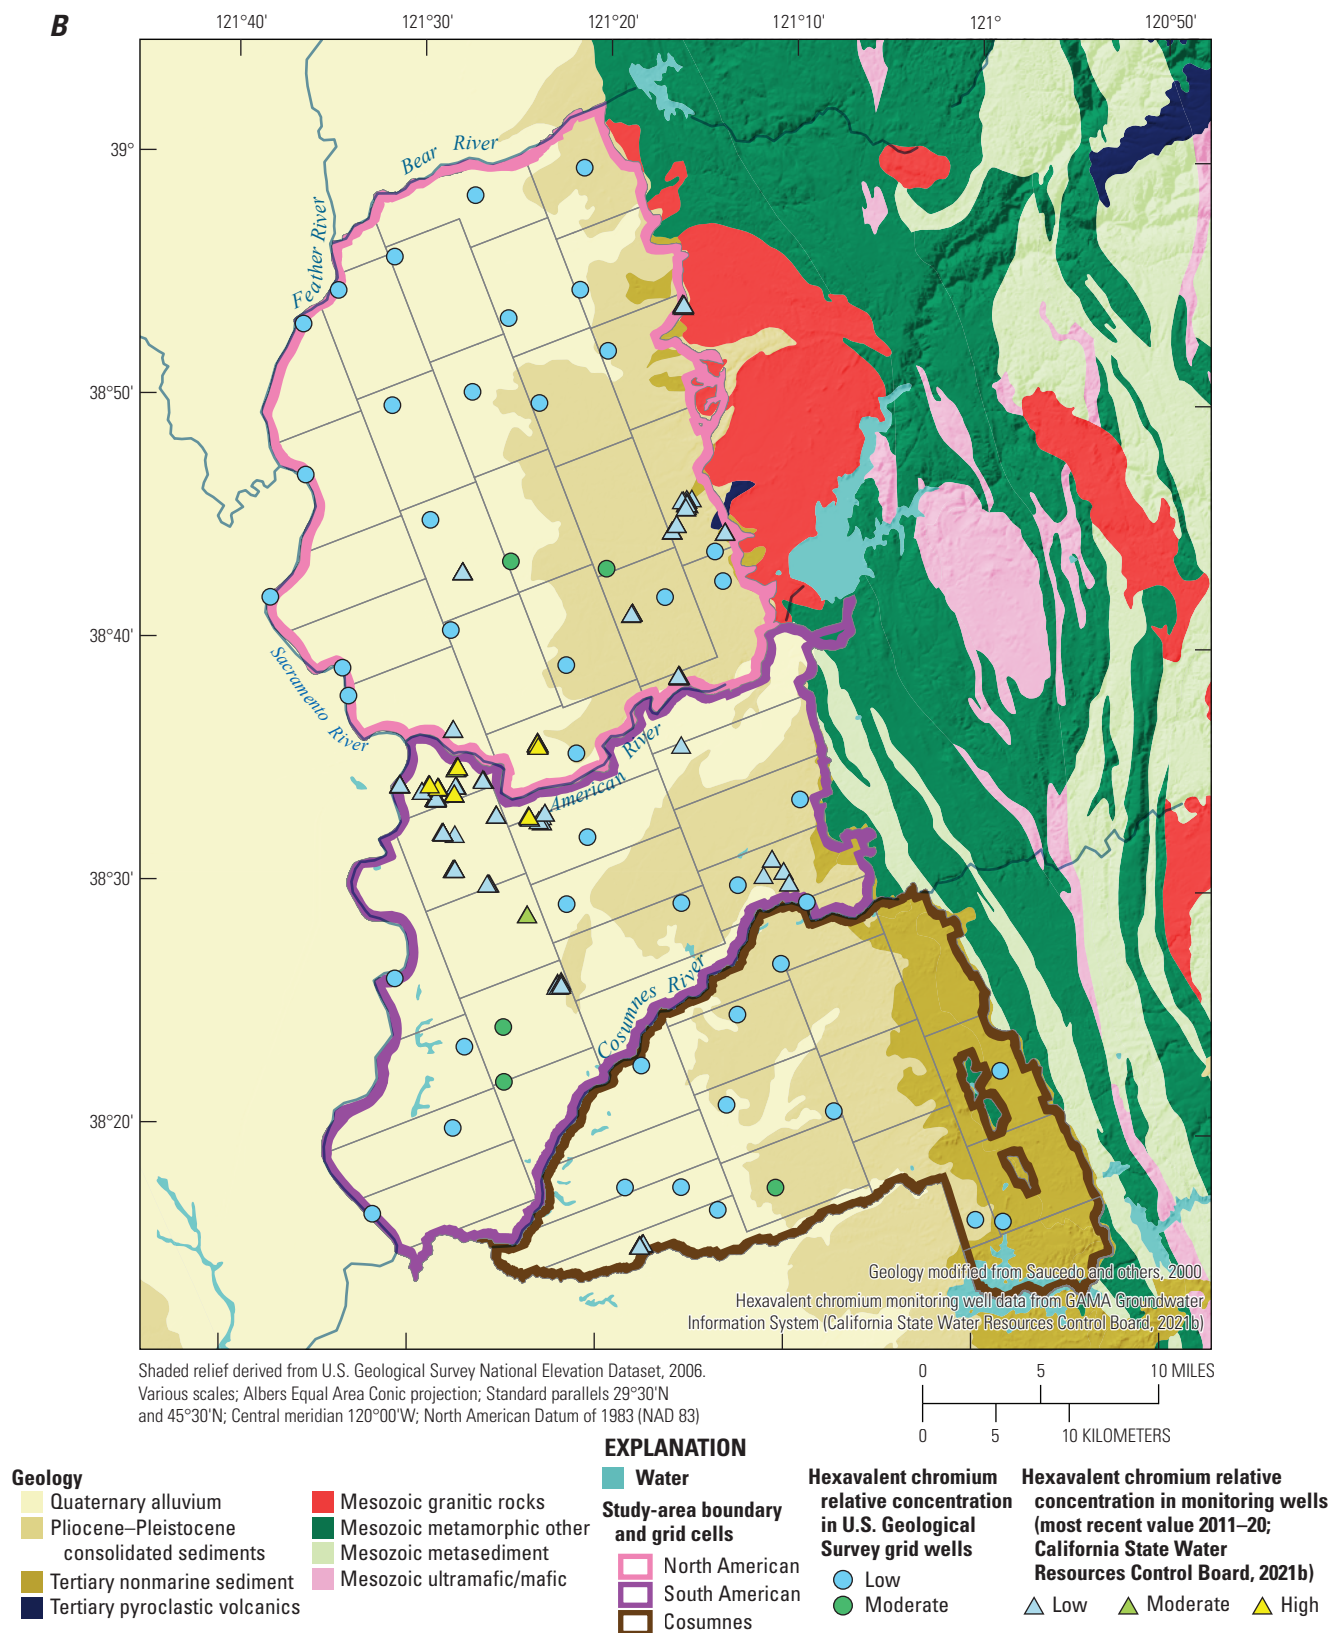 B
121°40' 121°30' 121°20' 121°10' 121° 120°50'
39°
38°50'
38°40'
38°30'
38°20'
Bear River
Feather River
Sacramento River
American River
Cosumnes River
Geology modified from Saucedo and others, 2000
Hexavalent chromium monitoring well data from GAMA Groundwater
Information System (California State Water Resources Control Board, 2021b)
Shaded relief derived from U.S. Geological Survey National Elevation Dataset, 2006.
Various scales; Albers Equal Area Conic projection; Standard parallels 29°30'N
and 45°30'N; Central meridian 120°00'W; North American Datum of 1983 (NAD 83)
0 5 10 MILES
0 5 10 KILOMETERS
EXPLANATION
Geology
Quaternary alluvium
Pliocene–Pleistocene
consolidated sediments
Tertiary nonmarine sediment
Tertiary pyroclastic volcanics
Mesozoic granitic rocks
Mesozoic metamorphic other
Mesozoic metasediment
Mesozoic ultramafic/mafic
Water
Study-area boundary
and grid cells
North American
South American
Cosumnes
Hexavalent chromium
relative concentration
in U.S. Geological
Survey grid wells
Low
Moderate
Hexavalent chromium relative
concentration in monitoring wells
(most recent value 2011–20;
California State Water
Resources Control Board, 2021b)
Low Moderate High